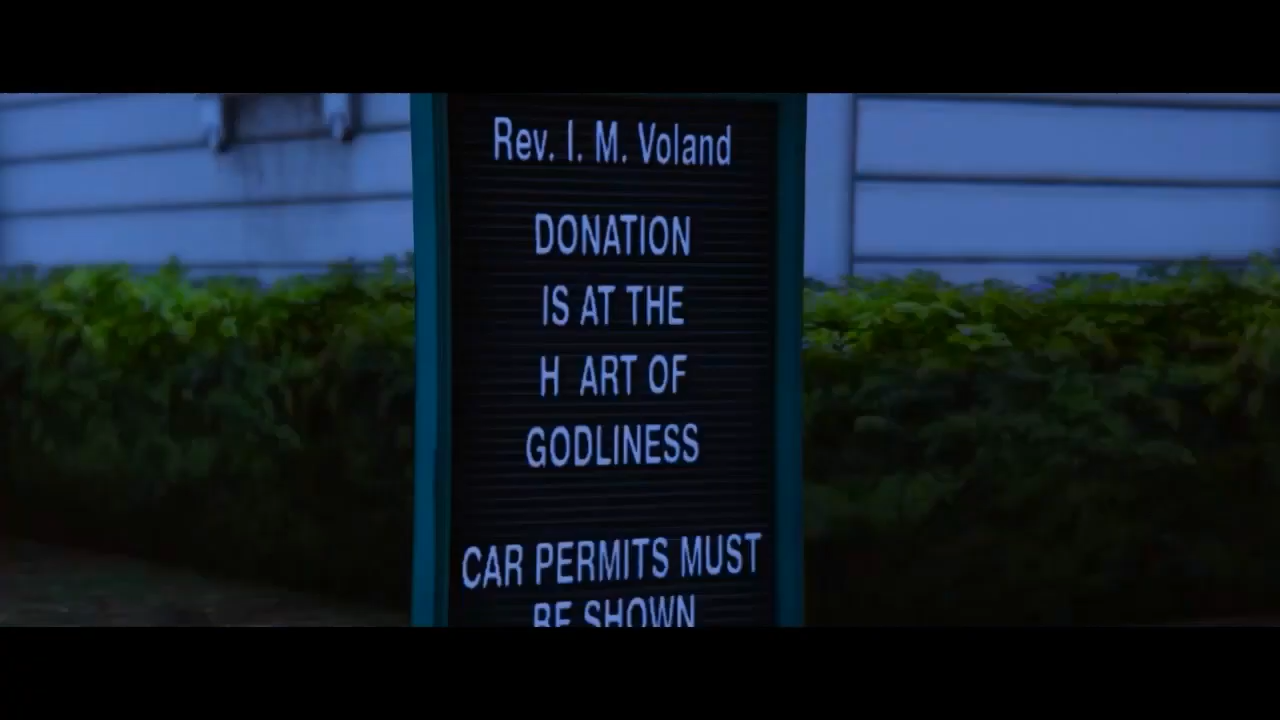 Rev. I. M. Voland
DONATION
IS AT THE
H ART OF
GODLINESS
CAR PERMITS MUST
BE SHOWN